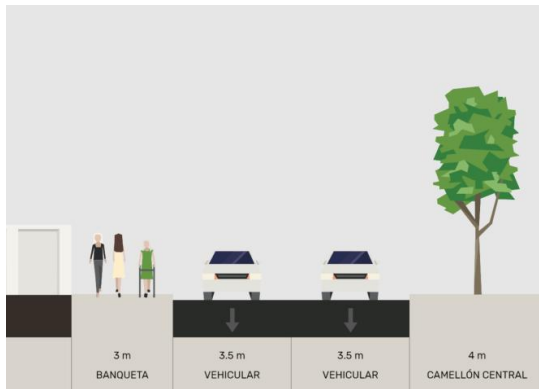 3 m
BANQUETA
3.5 m
VEHICULAR
3.5 m
VEHICULAR
4 m
CAMELLÓN CENTRAL